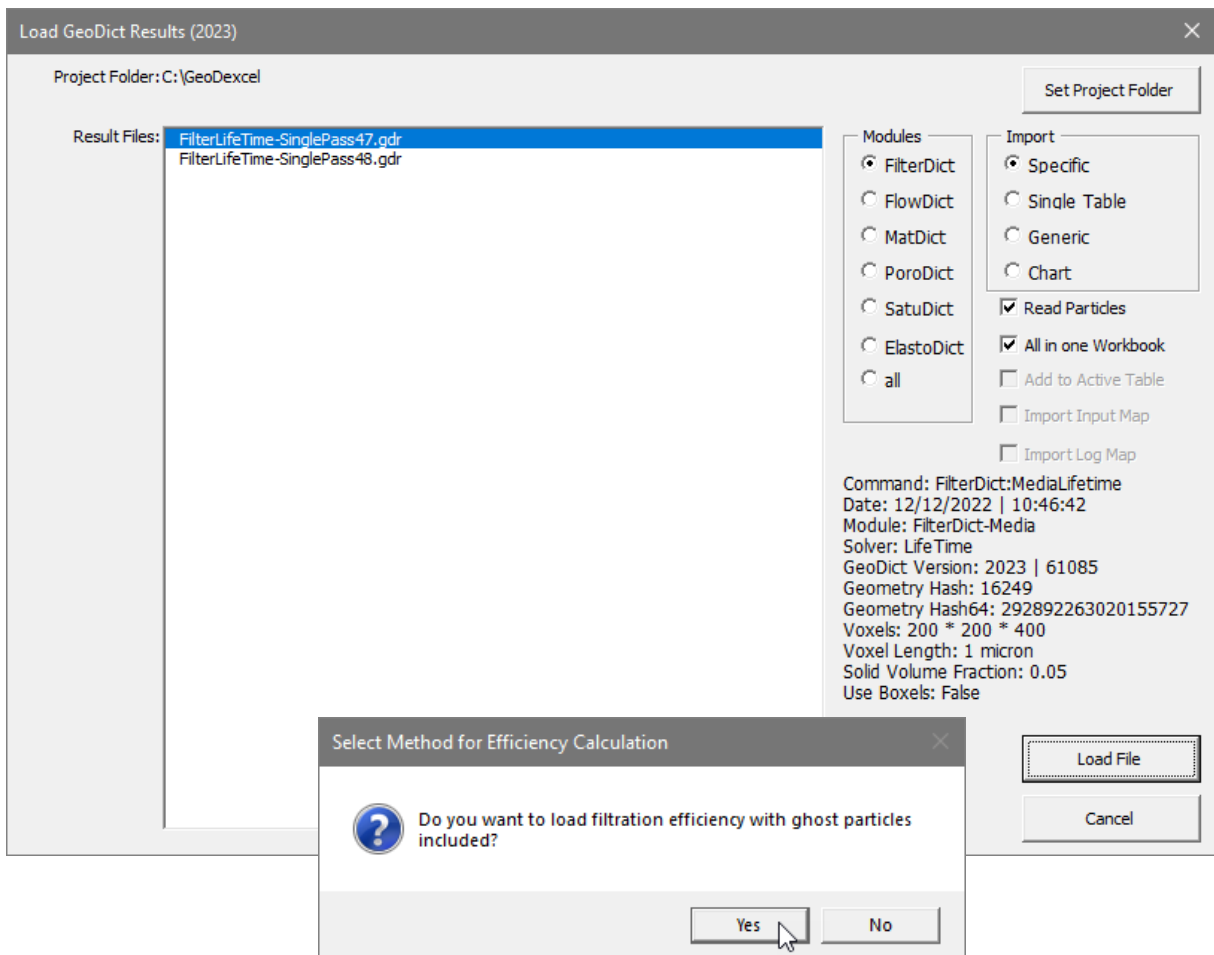 Load GeoDict Results (2023)
Project Folder: C:\GeoDexcel
Set Project Folder
Result Files:
FilterLifeTime-SinglePass47.gdr
FilterLifeTime-SinglePass48.gdr
Modules
FilterDict
FlowDict
MatDict
PoroDict
SatuDict
ElastoDict
all
Import
Specific
Single Table
Generic
Chart
Read Particles
All in one Workbook
Add to Active Table
Import Input Map
Import Log Map
Command: FilterDict:MediaLifetime
Date: 12/12/2022 | 10:46:42
Module: FilterDict-Media
Solver: LifeTime
GeoDict Version: 2023 | 61085
Geometry Hash: 16249
Geometry Hash64: 292892263020155727
Voxels: 200 * 200 * 400
Voxel Length: 1 micron
Solid Volume Fraction: 0.05
Use Boxels: False
Load File
Cancel
Select Method for Efficiency Calculation
Do you want to load filtration efficiency with ghost particles
included?
Yes
No